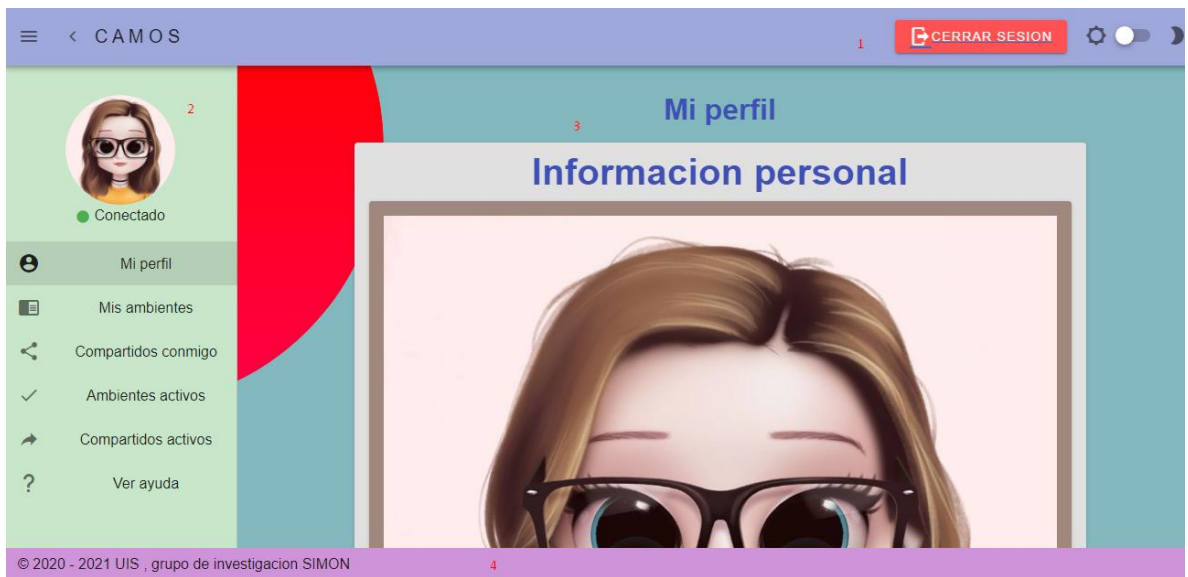 < CAMOS
1
CERRAR SESION
2
Conectado
Mi perfil
Mis ambientes
Compartidos conmigo
Ambientes activos
Compartidos activos
? Ver ayuda
3
Mi perfil
Informacion personal
© 2020 - 2021 UIS , grupo de investigacion SIMON
4